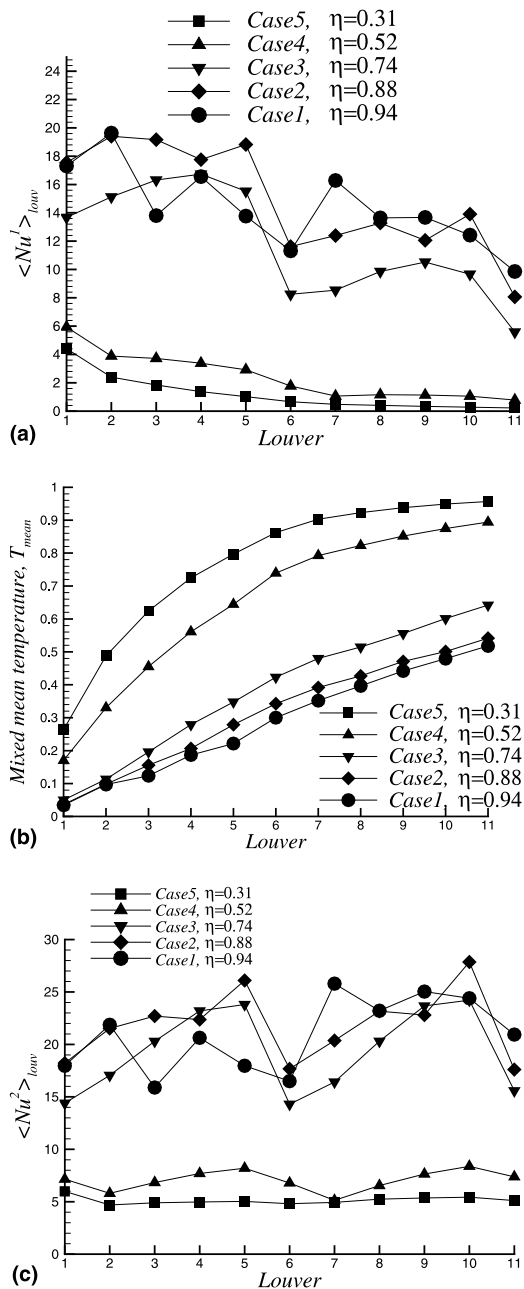 Case5, η=0.31
Case4, η=0.52
Case3, η=0.74
Case2, η=0.88
Case1, η=0.94
24
22
20
18
16
14
12
10
8
6
4
2
0
<Nu¹>louv
1 2 3 4 5 6 7 8 9 10 11
Louver
(a)
1
0.9
0.8
0.7
0.6
0.5
0.4
0.3
0.2
0.1
0
Mixed mean temperature, Tmean
Case5, η=0.31
Case4, η=0.52
Case3, η=0.74
Case2, η=0.88
Case1, η=0.94
1 2 3 4 5 6 7 8 9 10 11
Louver
(b)
Case5, η=0.31
Case4, η=0.52
Case3, η=0.74
Case2, η=0.88
Case1, η=0.94
30
25
20
15
10
5
0
<Nu²>louv
1 2 3 4 5 6 7 8 9 10 11
Louver
(c)